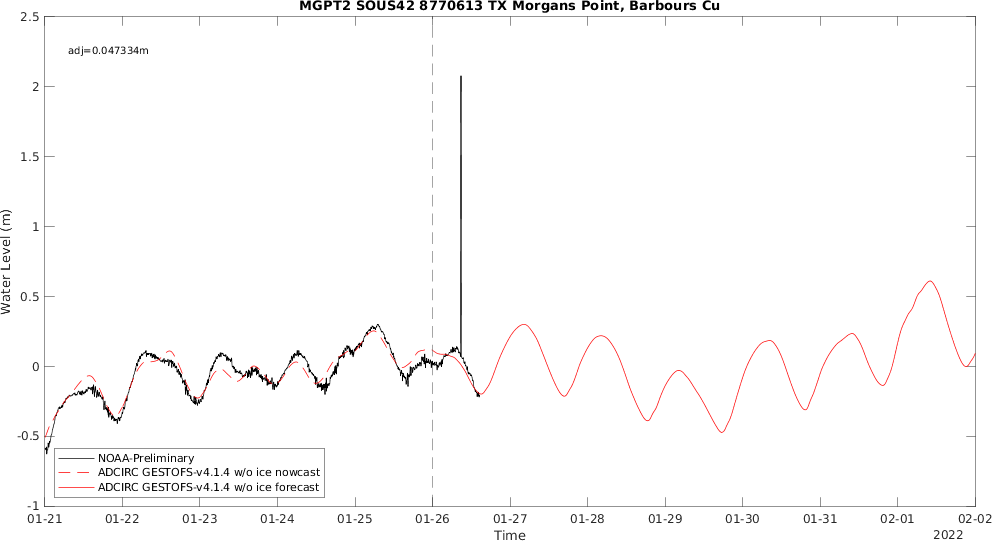 MGPT2 SOUS42 8770613 TX Morgans Point, Barbours Cu
adj=0.047334m
2.5
2
1.5
1
0.5
0
-0.5
-1
Water Level (m)
NOAA-Preliminary
ADCIRC GESTOFS-v4.1.4 w/o ice nowcast
ADCIRC GESTOFS-v4.1.4 w/o ice forecast
01-21 01-22 01-23 01-24 01-25 01-26 01-27 01-28 01-29 01-30 01-31 02-01 02-02
Time
2022